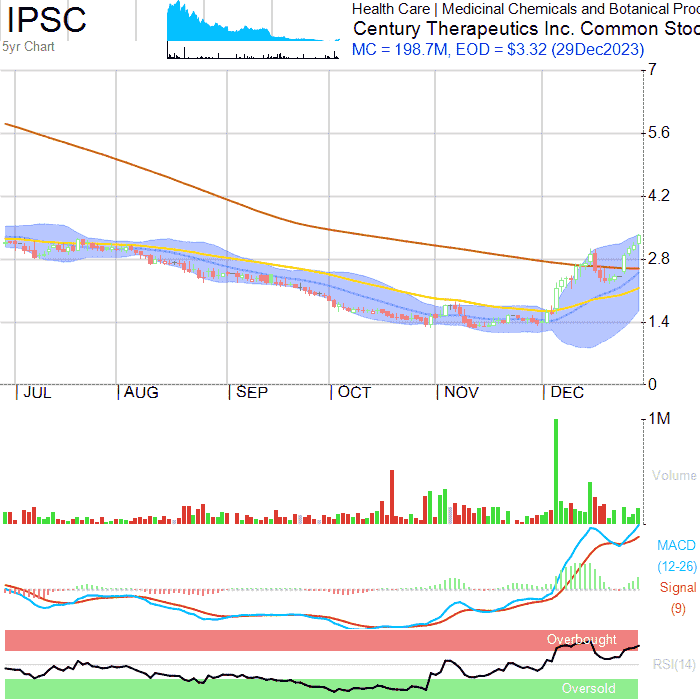 IPSC
5yr Chart
Health Care | Medicinal Chemicals and Botanical Proc
Century Therapeutics Inc. Common Stoc
MC = 198.7M, EOD = $3.32 (29Dec2023)
7
5.6
4.2
2.8
1.4
0
| JUL | AUG | SEP | OCT | NOV | DEC
1M
Volume
MACD
(12-26)
Signal
(9)
Overbought
RSI(14)
Oversold